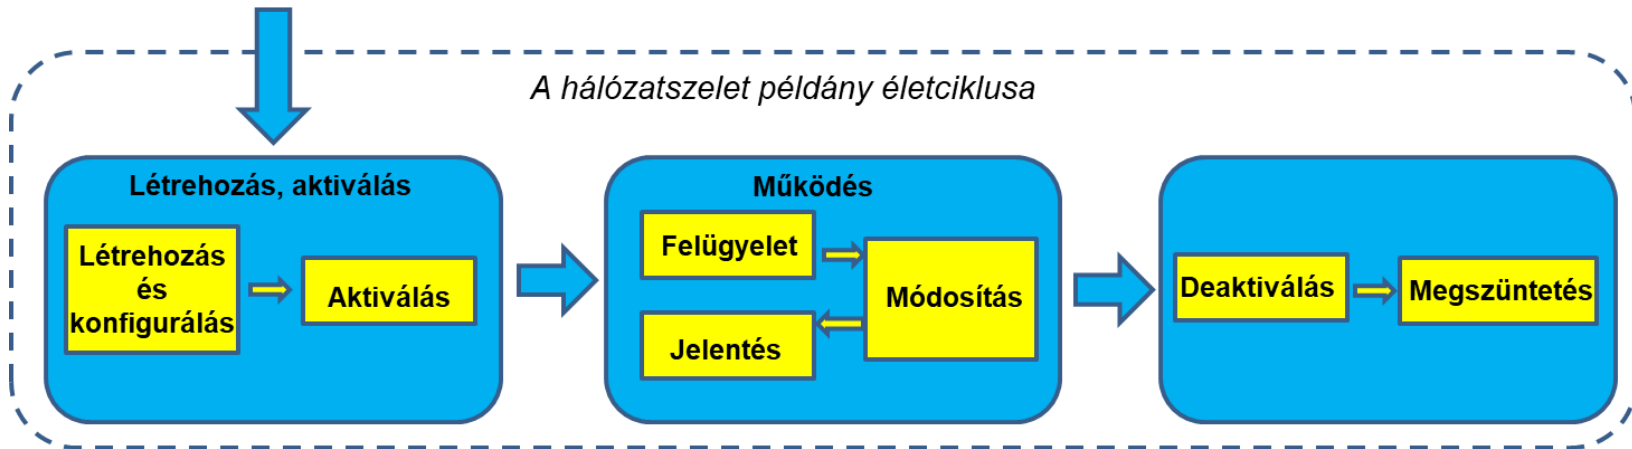 A hálózatszelet példány életciklusa
Létrehozás, aktiválás
Létrehozás
és
konfigurálás
Aktiválás
Működés
Felügyelet
Módosítás
Jelentés
Deaktiválás
Megszüntetés